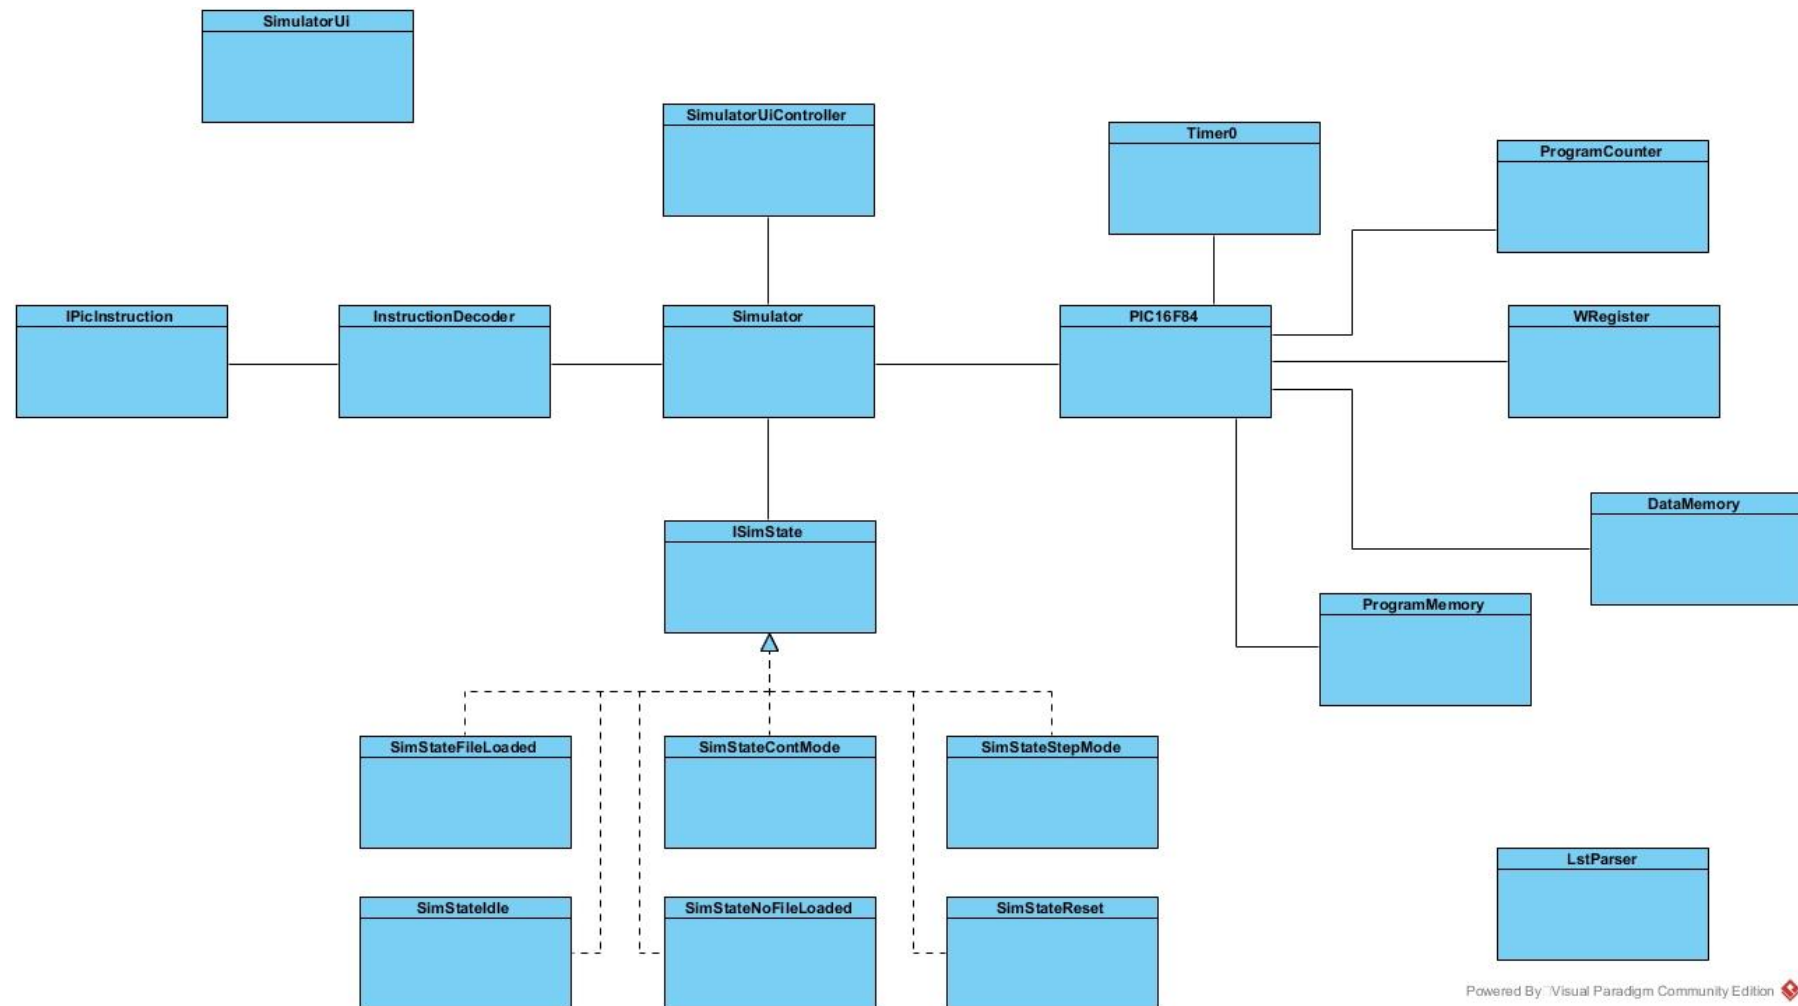 SimulatorUi
SimulatorUiController
Timer0
ProgramCounter
IPicInstruction
InstructionDecoder
Simulator
PIC16F84
WRegister
DataMemory
ISimState
ProgramMemory
SimStateFileLoaded
SimStateContMode
SimStateStepMode
LstParser
SimStateIdle
SimStateNoFileLoaded
SimStateReset
Powered By Visual Paradigm Community Edition